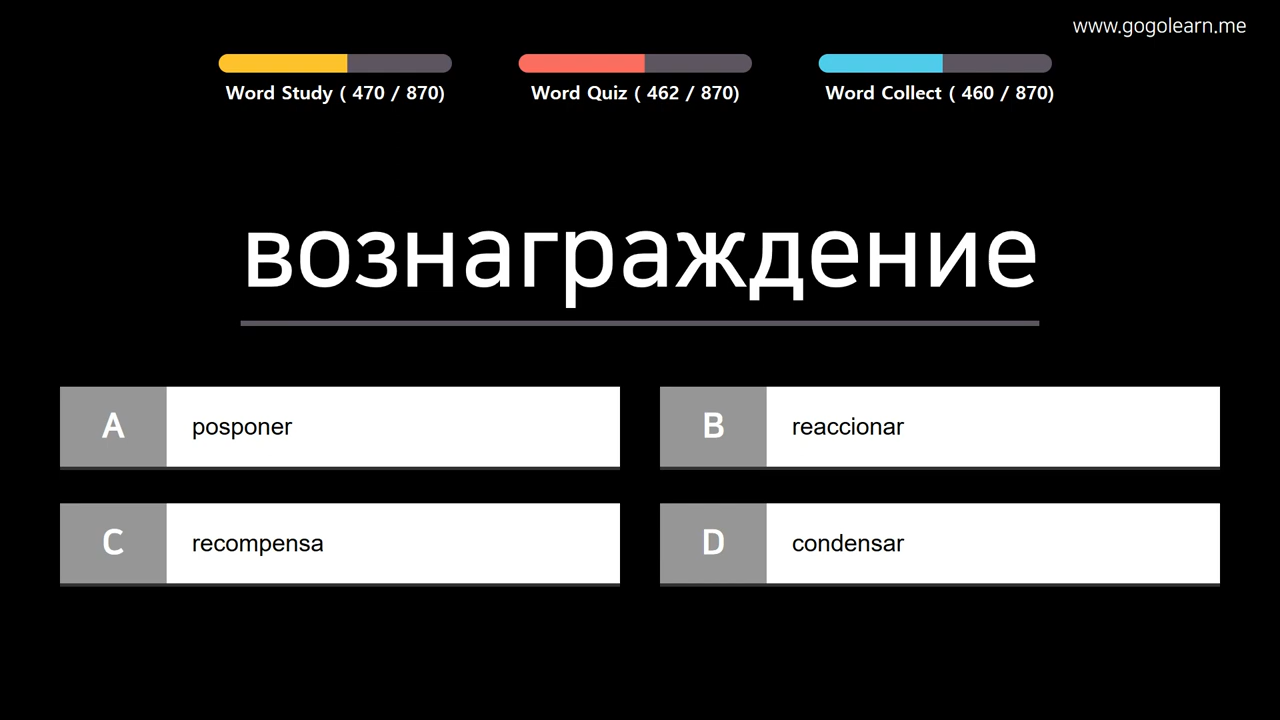 www.gogolearn.me
Word Study ( 470 / 870)
Word Quiz ( 462 / 870)
Word Collect ( 460 / 870)
вознаграждение
A posponer
B reaccionar
C recompensa
D condensar